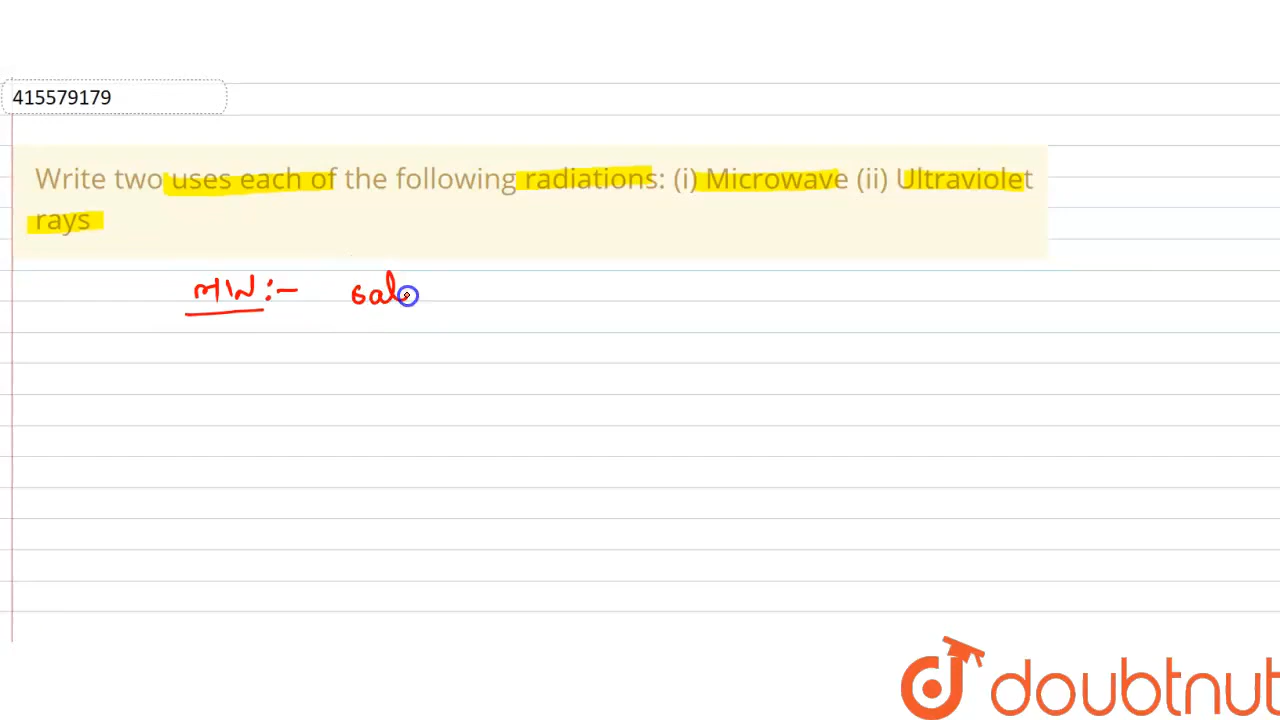 415579179
Write two uses each of the following radiations: (i) Microwave (ii) Ultraviolet
rays
MW :-
doubtnut